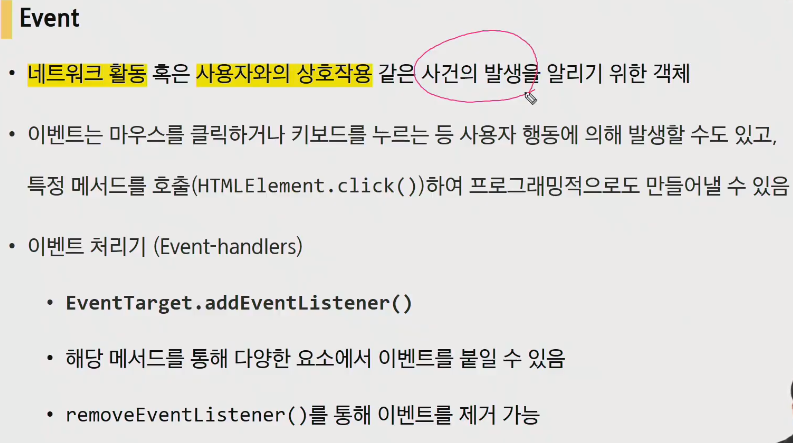 Event
• 네트워크 활동 혹은 사용자와의 상호작용 같은 사건의 발생을 알리기 위한 객체
• 이벤트는 마우스를 클릭하거나 키보드를 누르는 등 사용자 행동에 의해 발생할 수도 있고,
특정 메서드를 호출(HTMLElement.click())하여 프로그래밍적으로도 만들어낼 수 있음
• 이벤트 처리기 (Event-handlers)
• EventTarget.addEventListener()
• 해당 메서드를 통해 다양한 요소에서 이벤트를 붙일 수 있음
• removeEventListener()를 통해 이벤트를 제거 가능